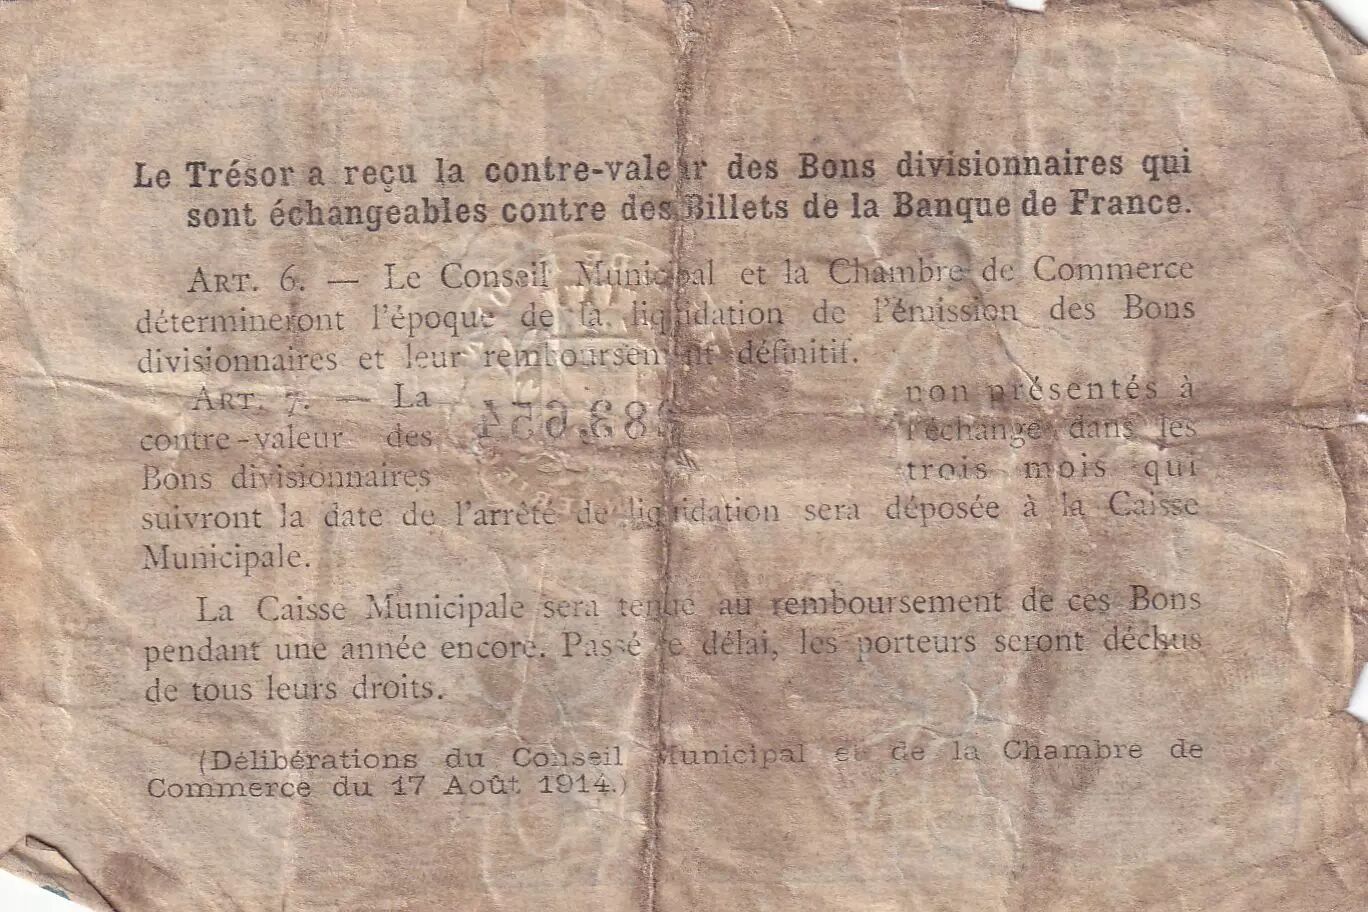 Le Trésor a reçu la contre-valeur des Bons divisionnaires qui
sont échangeables contre des Billets de la Banque de France.
ART. 6. — Le Conseil Municipal et la Chambre de Commerce
détermineront l'époque de la liquidation de l'émission des Bons
divisionnaires et leur remboursement définitif.
ART. 7. — La non présentés à
contre-valeur des l'échange dans les
Bons divisionnaires trois mois qui
suivront la date de l'arrêté de liquidation sera déposée à la Caisse
Municipale.
La Caisse Municipale sera tenue au remboursement de ces Bons
pendant une année encore. Passé ce délai, les porteurs seront déchus
de tous leurs droits.
(Délibérations du Conseil Municipal et de la Chambre de
Commerce du 17 Août 1914.)